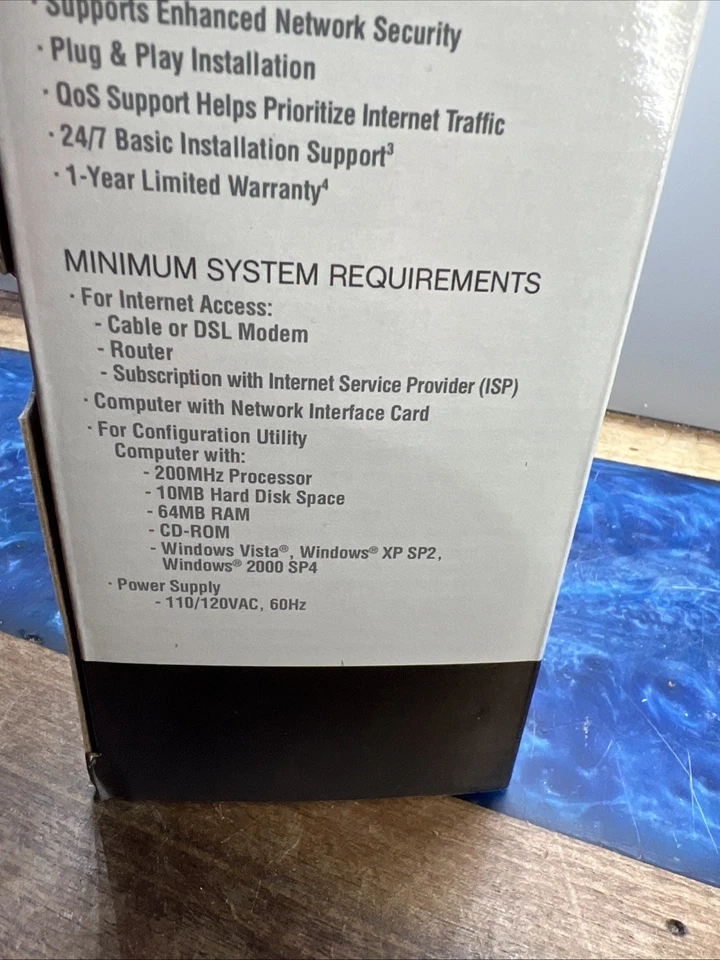 · Supports Enhanced Network Security
· Plug & Play Installation
· QoS Support Helps Prioritize Internet Traffic
· 24/7 Basic Installation Support³
· 1-Year Limited Warranty⁴
MINIMUM SYSTEM REQUIREMENTS
· For Internet Access:
- Cable or DSL Modem
- Router
- Subscription with Internet Service Provider (ISP)
· Computer with Network Interface Card
· For Configuration Utility
Computer with:
- 200MHz Processor
- 10MB Hard Disk Space
- 64MB RAM
- CD-ROM
- Windows Vista®, Windows® XP SP2,
Windows® 2000 SP4
· Power Supply
- 110/120VAC, 60Hz